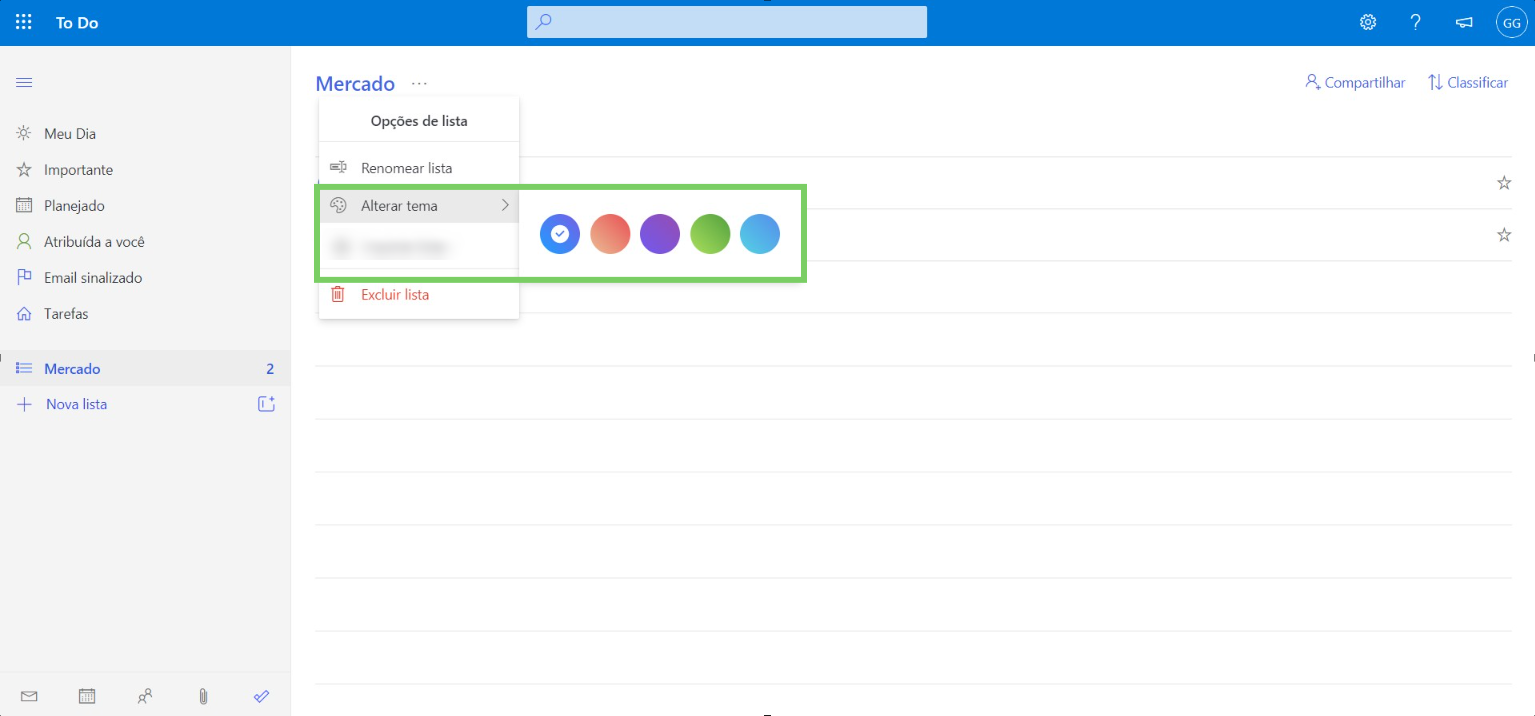 To Do
GG
Mercado
Compartilhar
Classificar
Opções de lista
Renomear lista
Alterar tema
Excluir lista
Meu Dia
Importante
Planejado
Atribuída a você
Email sinalizado
Tarefas
Mercado 2
Nova lista